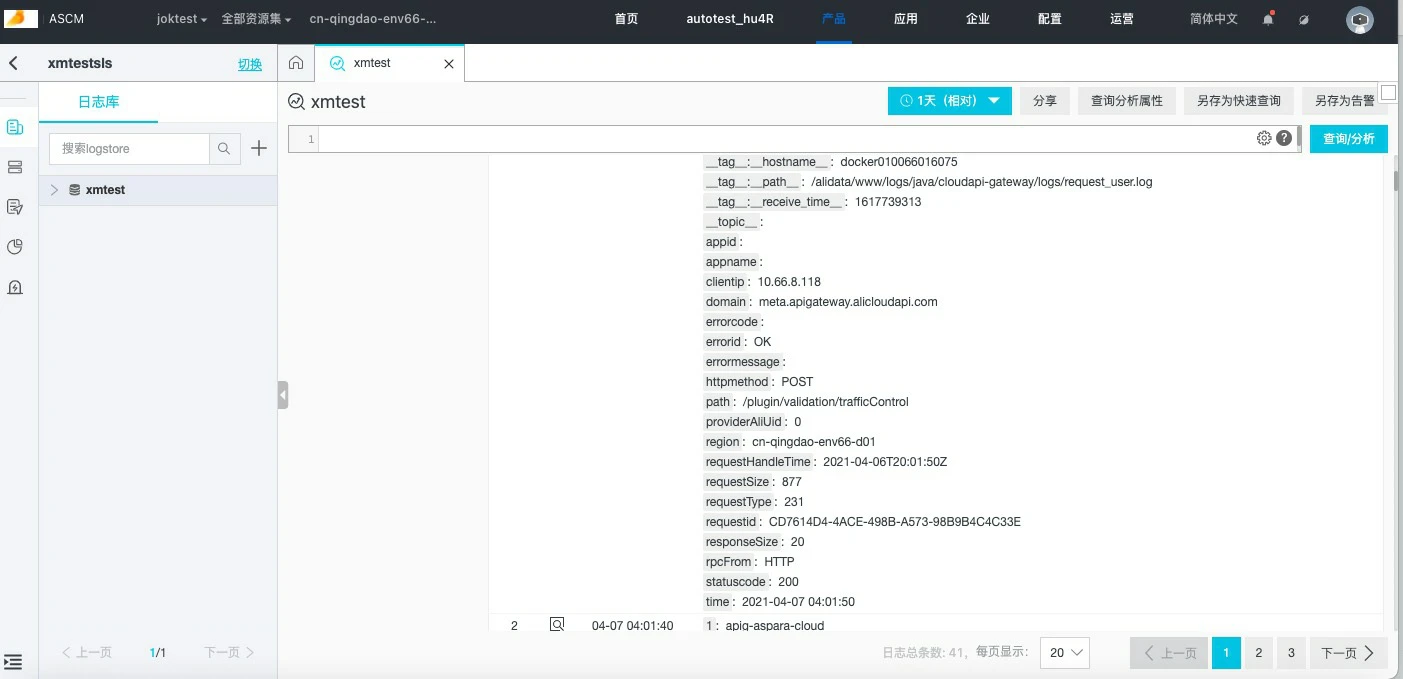 ASCM joktest 全部资源集 cn-qingdao-env66-... 首页 autotest_hu4R 产品 应用 企业 配置 运营 简体中文
xmtestsls 切换 xmtest
日志库
xmtest 1天（相对） 分享 查询分析属性 另存为快速查询 另存为告警
搜索logstore
1 查询/分析
xmtest
__tag__:__hostname__ : docker010066016075
__tag__:__path__ : /alidata/www/logs/java/cloudapi-gateway/logs/request_user.log
__tag__:__receive_time__ : 1617739313
__topic__ :
appid :
appname :
clientip : 10.66.8.118
domain : meta.apigateway.alicloudapi.com
errorcode :
errorid : OK
errormessage :
httpmethod : POST
path : /plugin/validation/trafficControl
providerAliUid : 0
region : cn-qingdao-env66-d01
requestHandleTime : 2021-04-06T20:01:50Z
requestSize : 877
requestType : 231
requestid : CD7614D4-4ACE-498B-A573-98B9B4C4C33E
responseSize : 20
rpcFrom : HTTP
statuscode : 200
time : 2021-04-07 04:01:50
2 04-07 04:01:40 1 : apig-aspara-cloud
上一页 1/1 下一页
日志总条数: 41, 每页显示: 20 上一页 1 2 3 下一页